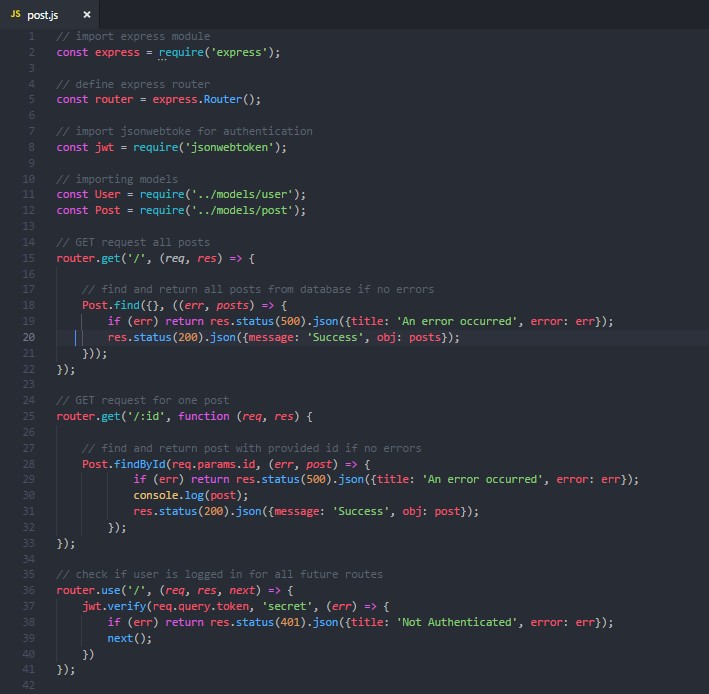 JS post.js ×
1 // import express module
2 const express = require('express');
3
4 // define express router
5 const router = express.Router();
6
7 // import jsonwebtoke for authentication
8 const jwt = require('jsonwebtoken');
9
10 // importing models
11 const User = require('../models/user');
12 const Post = require('../models/post');
13
14 // GET request all posts
15 router.get('/', (req, res) => {
16
17 // find and return all posts from database if no errors
18 Post.find({}, ((err, posts) => {
19 if (err) return res.status(500).json({title: 'An error occurred', error: err});
20 res.status(200).json({message: 'Success', obj: posts});
21 }));
22 });
23
24 // GET request for one post
25 router.get('/:id', function (req, res) {
26
27 // find and return post with provided id if no errors
28 Post.findById(req.params.id, (err, post) => {
29 if (err) return res.status(500).json({title: 'An error occurred', error: err});
30 console.log(post);
31 res.status(200).json({message: 'Success', obj: post});
32 });
33 });
34
35 // check if user is logged in for all future routes
36 router.use('/', (req, res, next) => {
37 jwt.verify(req.query.token, 'secret', (err) => {
38 if (err) return res.status(401).json({title: 'Not Authenticated', error: err});
39 next();
40 })
41 });
42